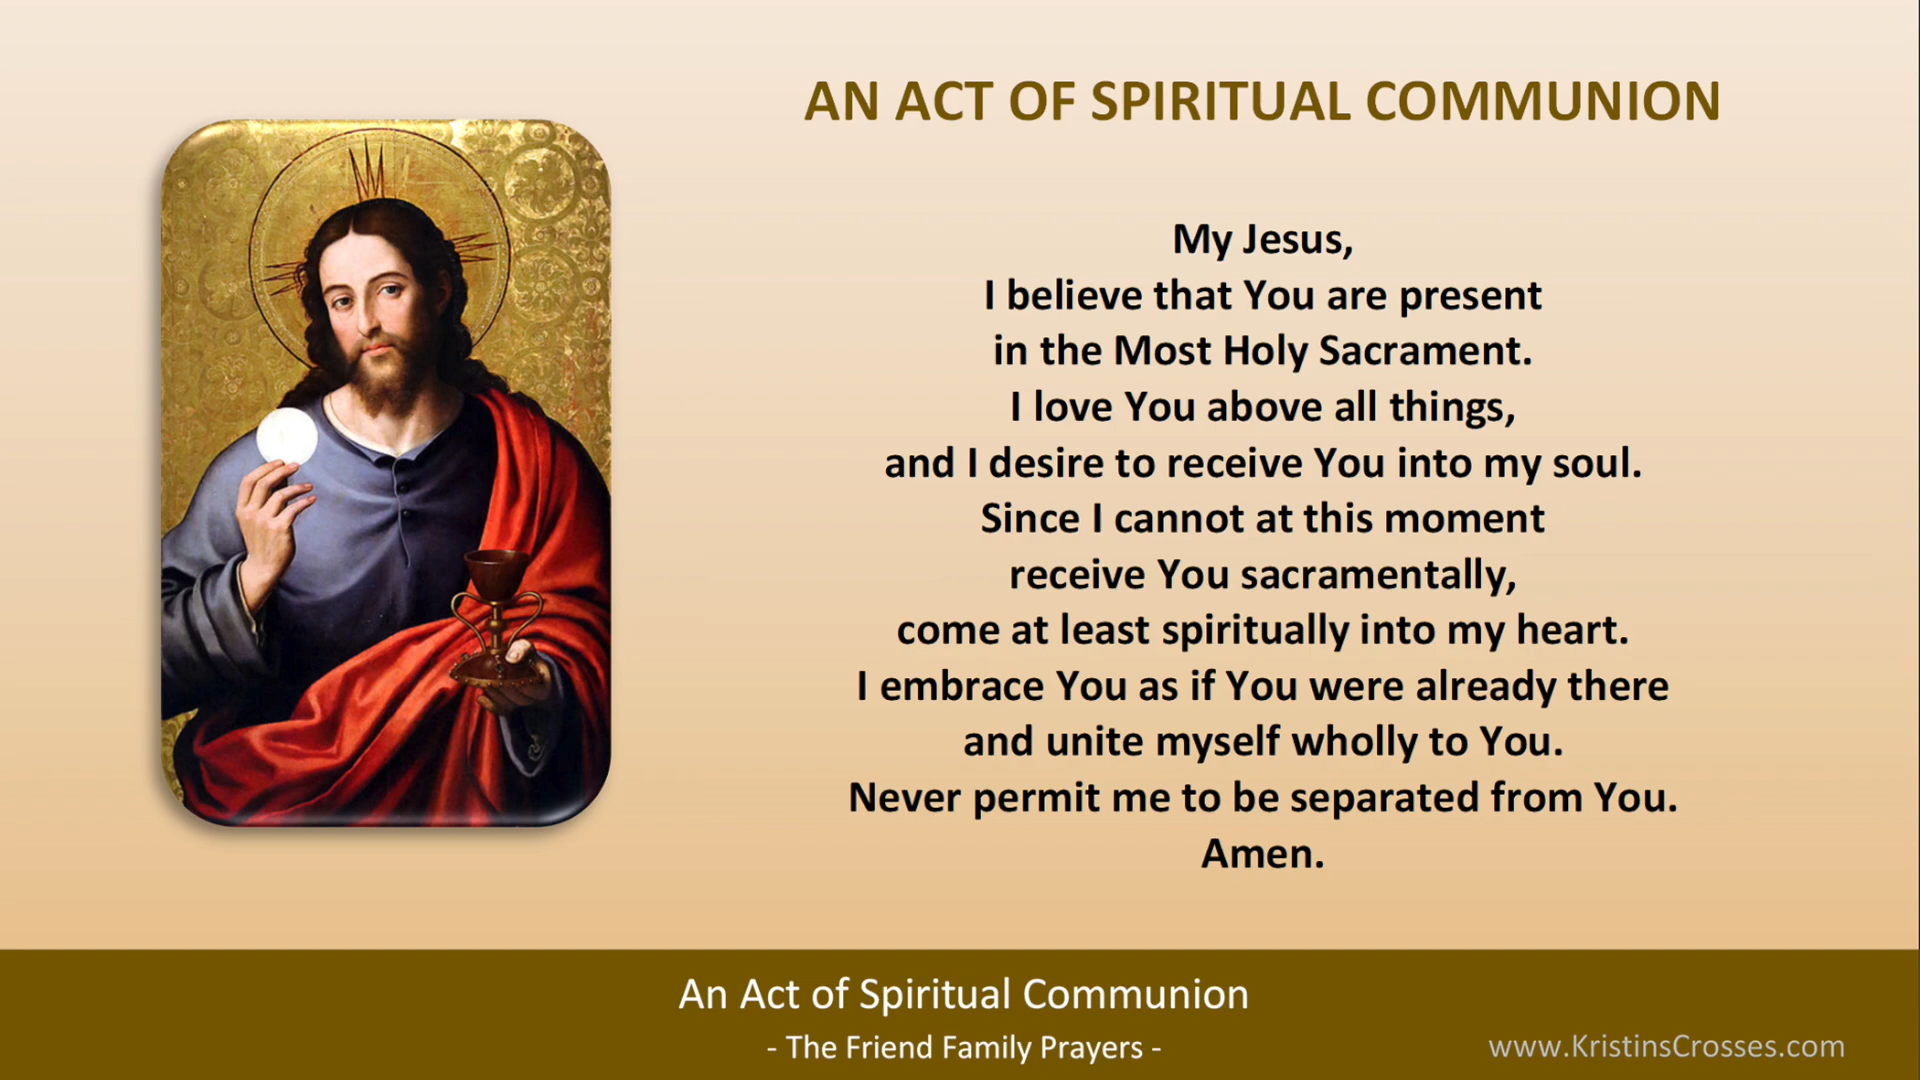 AN ACT OF SPIRITUAL COMMUNION
My Jesus,
I believe that You are present
in the Most Holy Sacrament.
I love You above all things,
and I desire to receive You into my soul.
Since I cannot at this moment
receive You sacramentally,
come at least spiritually into my heart.
I embrace You as if You were already there
and unite myself wholly to You.
Never permit me to be separated from You.
Amen.
An Act of Spiritual Communion
- The Friend Family Prayers -
www.KristinsCrosses.com